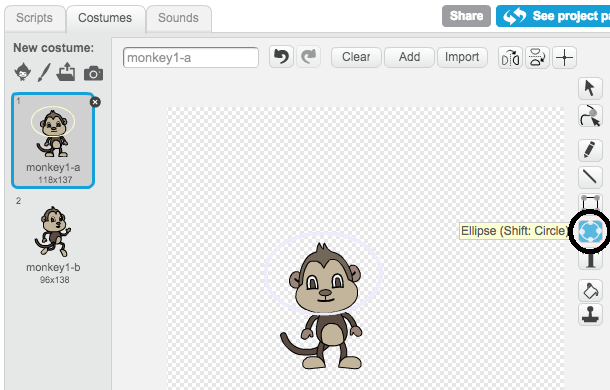 Scripts
Costumes
Sounds
Share
See project pa
New costume:
monkey1-a
Clear
Add
Import
1
monkey1-a
118x137
2
monkey1-b
96x138
Ellipse (Shift: Circle)
T